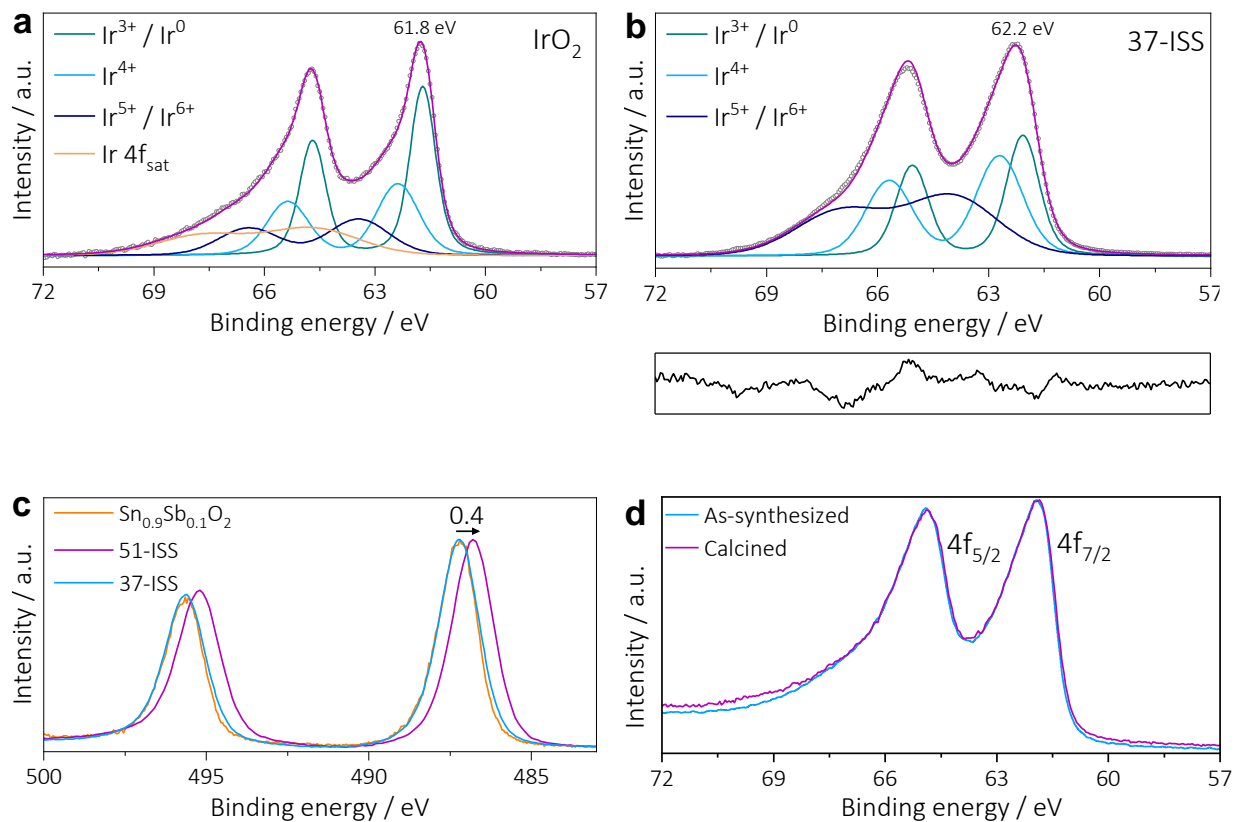 a
Ir³⁺ / Ir⁰
Ir⁴⁺
Ir⁵⁺ / Ir⁶⁺
Ir 4f_sat
61.8 eV
IrO₂
Intensity / a.u.
72 69 66 63 60 57
Binding energy / eV
b
Ir³⁺ / Ir⁰
Ir⁴⁺
Ir⁵⁺ / Ir⁶⁺
62.2 eV
37-ISS
Intensity / a.u.
72 69 66 63 60 57
Binding energy / eV
c
Sn₀.₉Sb₀.₁O₂
51-ISS
37-ISS
0.4
Intensity / a.u.
500 495 490 485
Binding energy / eV
d
As-synthesized
Calcined
4f₅/₂
4f₇/₂
Intensity / a.u.
72 69 66 63 60 57
Binding energy / eV